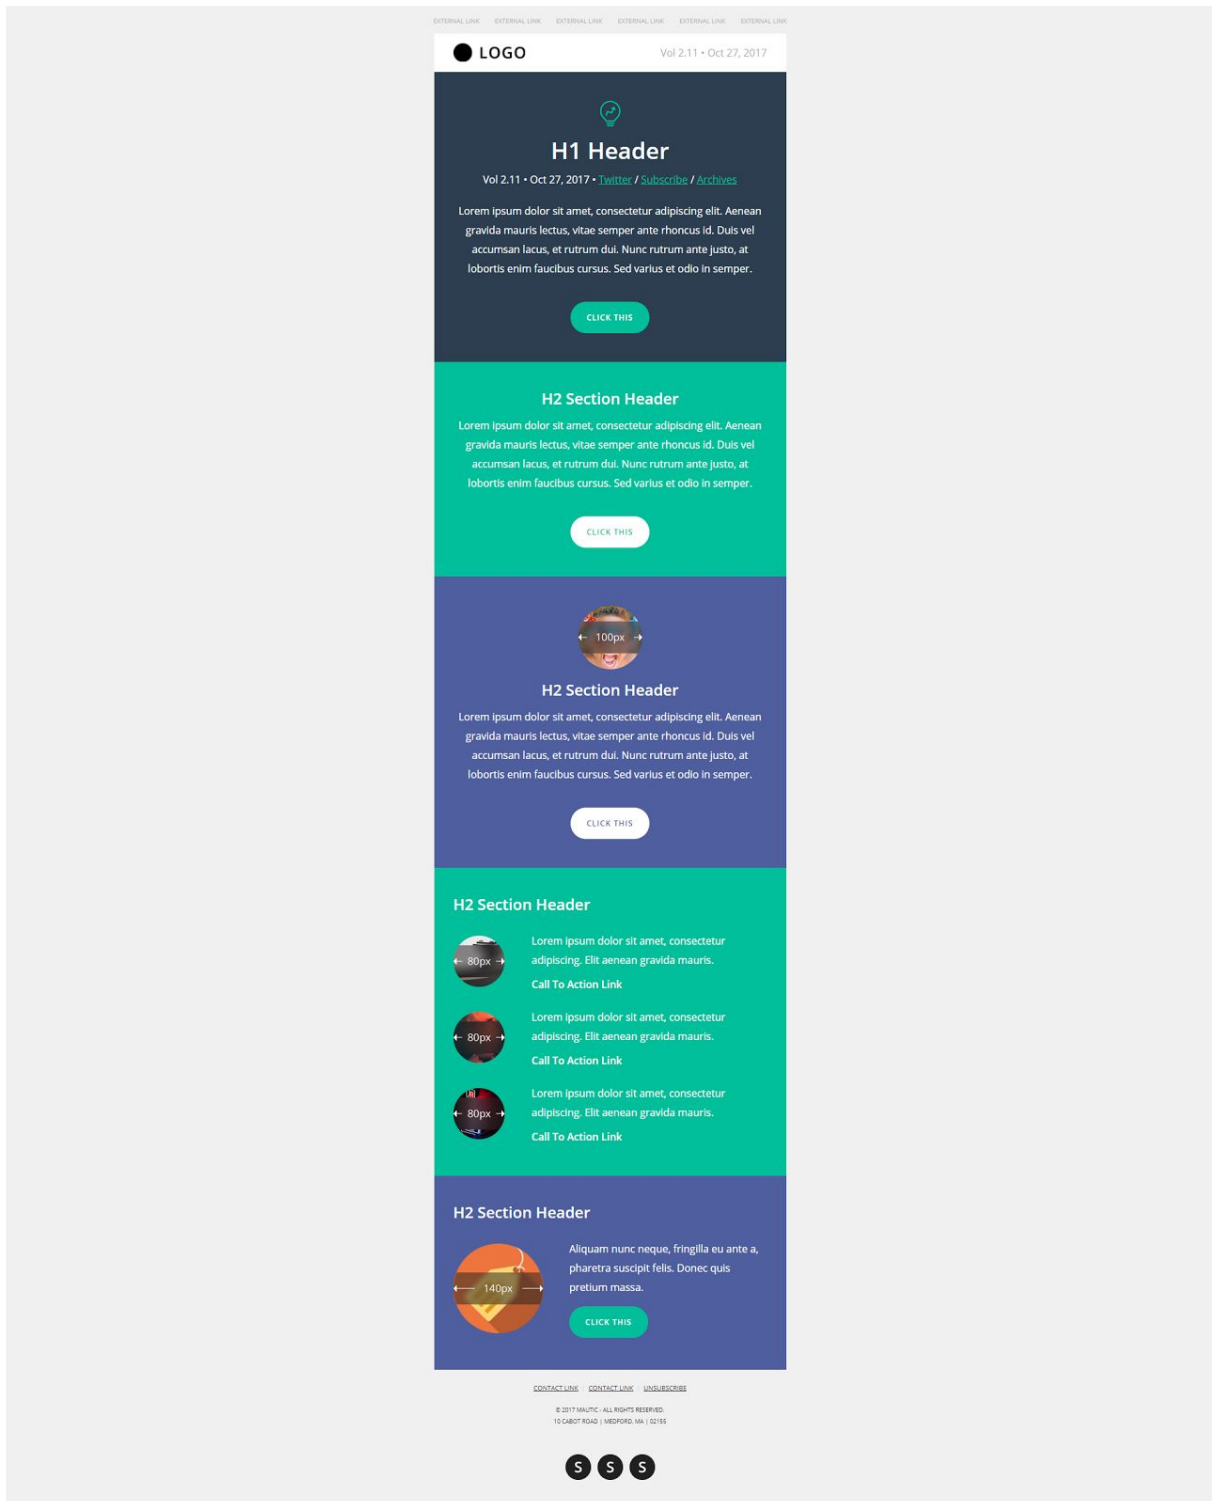 EXTERNAL LINK EXTERNAL LINK EXTERNAL LINK EXTERNAL LINK EXTERNAL LINK EXTERNAL LINK
LOGO Vol 2.11 • Oct 27, 2017
H1 Header
Vol 2.11 • Oct 27, 2017 • Twitter / Subscribe / Archives
Lorem ipsum dolor sit amet, consectetur adipiscing elit. Aenean
gravida mauris lectus, vitae semper ante rhoncus id. Duis vel
accumsan lacus, et rutrum dui. Nunc rutrum ante justo, at
lobortis enim faucibus cursus. Sed varius et odio in semper.
CLICK THIS
H2 Section Header
Lorem ipsum dolor sit amet, consectetur adipiscing elit. Aenean
gravida mauris lectus, vitae semper ante rhoncus id. Duis vel
accumsan lacus, et rutrum dui. Nunc rutrum ante justo, at
lobortis enim faucibus cursus. Sed varius et odio in semper.
CLICK THIS
100px
H2 Section Header
Lorem ipsum dolor sit amet, consectetur adipiscing elit. Aenean
gravida mauris lectus, vitae semper ante rhoncus id. Duis vel
accumsan lacus, et rutrum dui. Nunc rutrum ante justo, at
lobortis enim faucibus cursus. Sed varius et odio in semper.
CLICK THIS
H2 Section Header
80px
Lorem ipsum dolor sit amet, consectetur
adipiscing. Elit aenean gravida mauris.
Call To Action Link
80px
Lorem ipsum dolor sit amet, consectetur
adipiscing. Elit aenean gravida mauris.
Call To Action Link
80px
Lorem ipsum dolor sit amet, consectetur
adipiscing. Elit aenean gravida mauris.
Call To Action Link
H2 Section Header
140px
Aliquam nunc neque, fringilla eu ante a,
pharetra suscipit felis. Donec quis
pretium massa.
CLICK THIS
CONTACT LINK | CONTACT LINK | UNSUBSCRIBE
© 2017 MAUTIC - ALL RIGHTS RESERVED.
10 CABOT ROAD | MEDFORD, MA | 02155
S S S